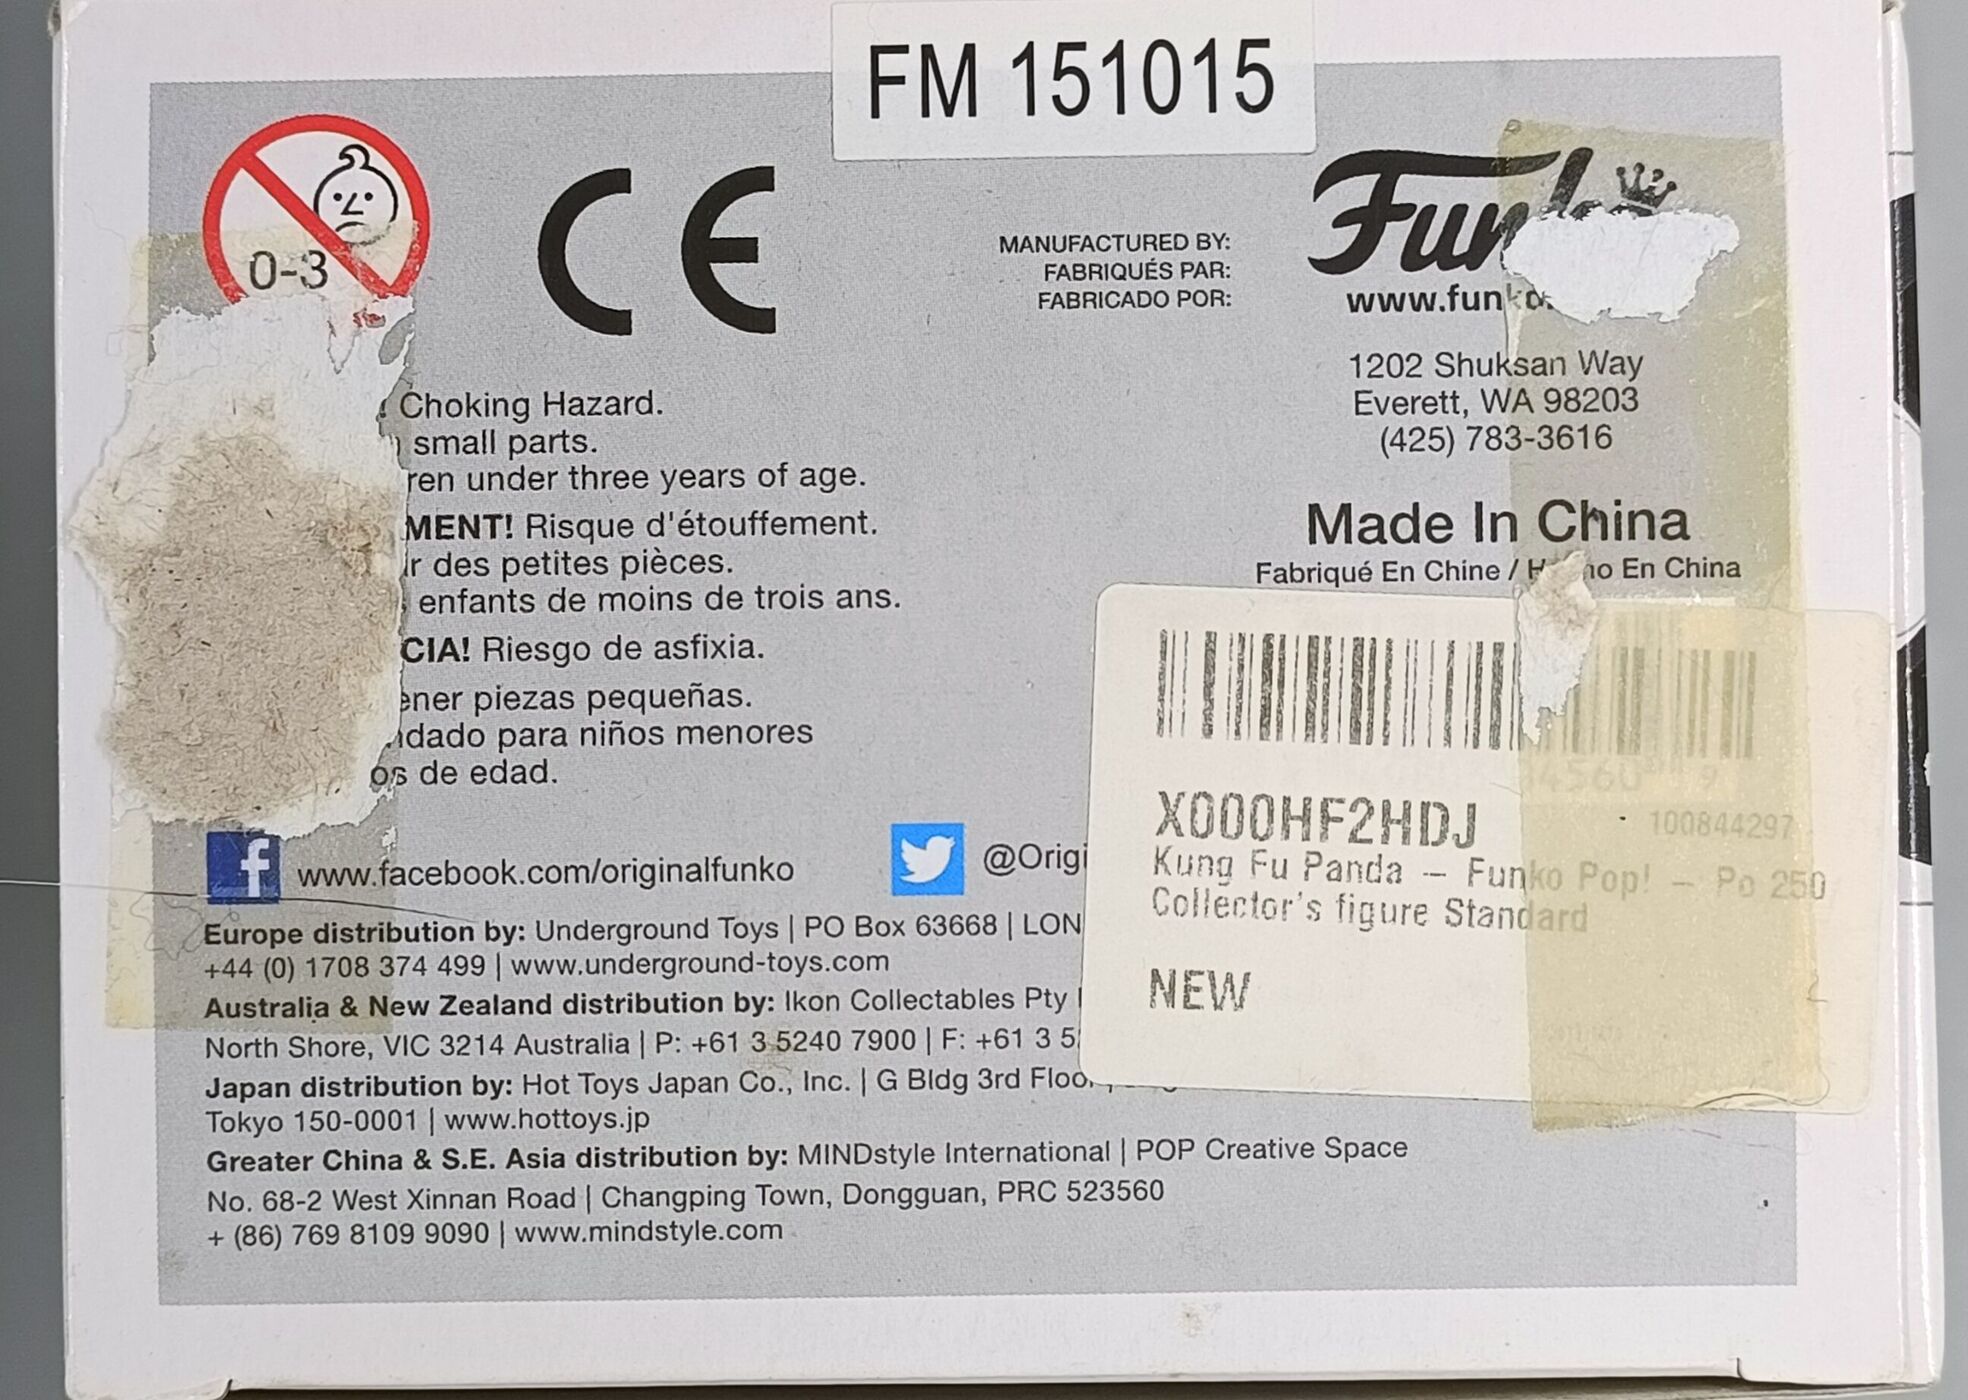 FM 151015
0-3
CE
MANUFACTURED BY:
FABRIQUÉS PAR:
FABRICADO POR:
1202 Shuksan Way
Everett, WA 98203
(425) 783-3616
Made In China
Fabriqué En Chine / En China
Choking Hazard.
small parts.
ren under three years of age.
MENT! Risque d'étouffement.
des petites pièces.
enfants de moins de trois ans.
CIA! Riesgo de asfixia.
ener piezas pequeñas.
dado para niños menores
os de edad.
f www.facebook.com/originalfunko
@Origi
X000HF2HDJ
100844297
Kung Fu Panda – Funko Pop! – Po 250
Collector's figure Standard
NEW
Europe distribution by: Underground Toys | PO Box 63668 | LON
+44 (0) 1708 374 499 | www.underground-toys.com
Australia & New Zealand distribution by: Ikon Collectables Pty
North Shore, VIC 3214 Australia | P: +61 3 5240 7900 | F: +61 3 5
Japan distribution by: Hot Toys Japan Co., Inc. | G Bldg 3rd Floor
Tokyo 150-0001 | www.hottoys.jp
Greater China & S.E. Asia distribution by: MINDstyle International | POP Creative Space
No. 68-2 West Xinnan Road | Changping Town, Dongguan, PRC 523560
+ (86) 769 8109 9090 | www.mindstyle.com